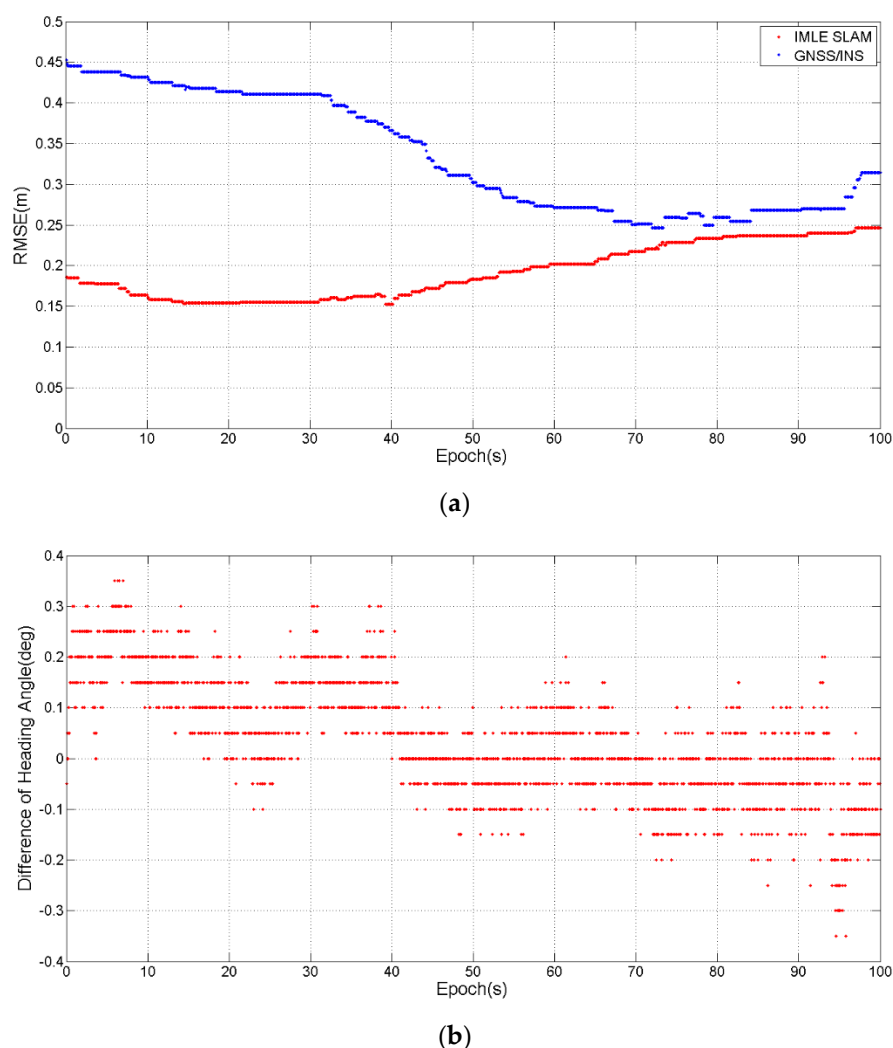 0.5
0.45
0.4
0.35
0.3
0.25
0.2
0.15
0.1
0.05
0
RMSE(m)
IMLE SLAM
GNSS/INS
0 10 20 30 40 50 60 70 80 90 100
Epoch(s)
(a)
0.4
0.3
0.2
0.1
0
-0.1
-0.2
-0.3
-0.4
Difference of Heading Angle(deg)
0 10 20 30 40 50 60 70 80 90 100
Epoch(s)
(b)